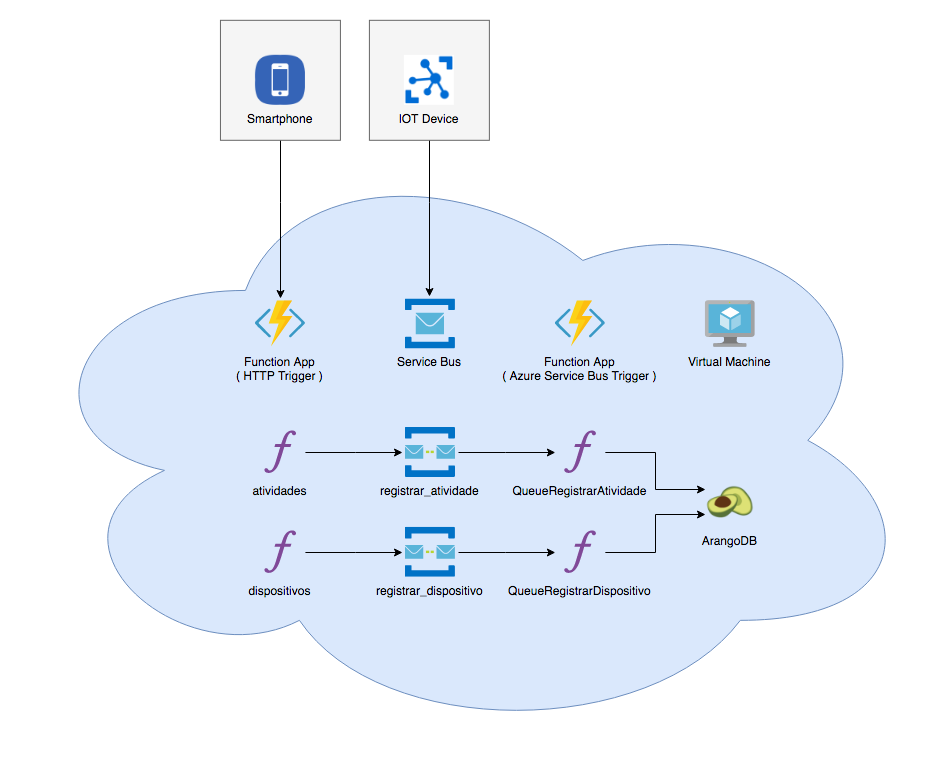 Smartphone
IOT Device
Function App
( HTTP Trigger )
Service Bus
Function App
( Azure Service Bus Trigger )
Virtual Machine
atividades
registrar_atividade
QueueRegistrarAtividade
ArangoDB
dispositivos
registrar_dispositivo
QueueRegistrarDispositivo